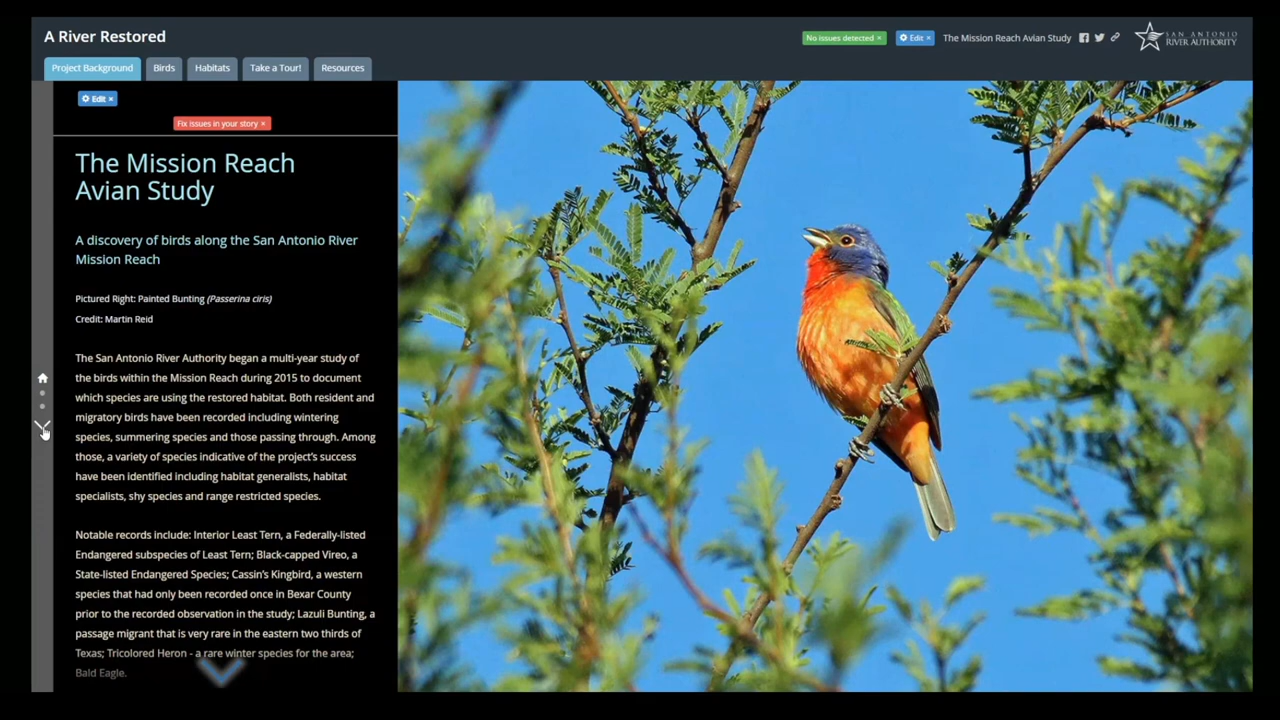 A River Restored
No issues detected ×
Edit ×
The Mission Reach Avian Study
SAN ANTONIO
RIVER AUTHORITY
Project Background
Birds
Habitats
Take a Tour!
Resources
Edit ×
Fix issues in your story ×
The Mission Reach
Avian Study
A discovery of birds along the San Antonio River
Mission Reach
Pictured Right: Painted Bunting (Passerina ciris)
Credit: Martin Reid
The San Antonio River Authority began a multi-year study of
the birds within the Mission Reach during 2015 to document
which species are using the restored habitat. Both resident and
migratory birds have been recorded including wintering
species, summering species and those passing through. Among
those, a variety of species indicative of the project's success
have been identified including habitat generalists, habitat
specialists, shy species and range restricted species.
Notable records include: Interior Least Tern, a Federally-listed
Endangered subspecies of Least Tern; Black-capped Vireo, a
State-listed Endangered Species; Cassin's Kingbird, a western
species that had only been recorded once in Bexar County
prior to the recorded observation in the study; Lazuli Bunting, a
passage migrant that is very rare in the eastern two thirds of
Texas; Tricolored Heron - a rare winter species for the area;
Bald Eagle.